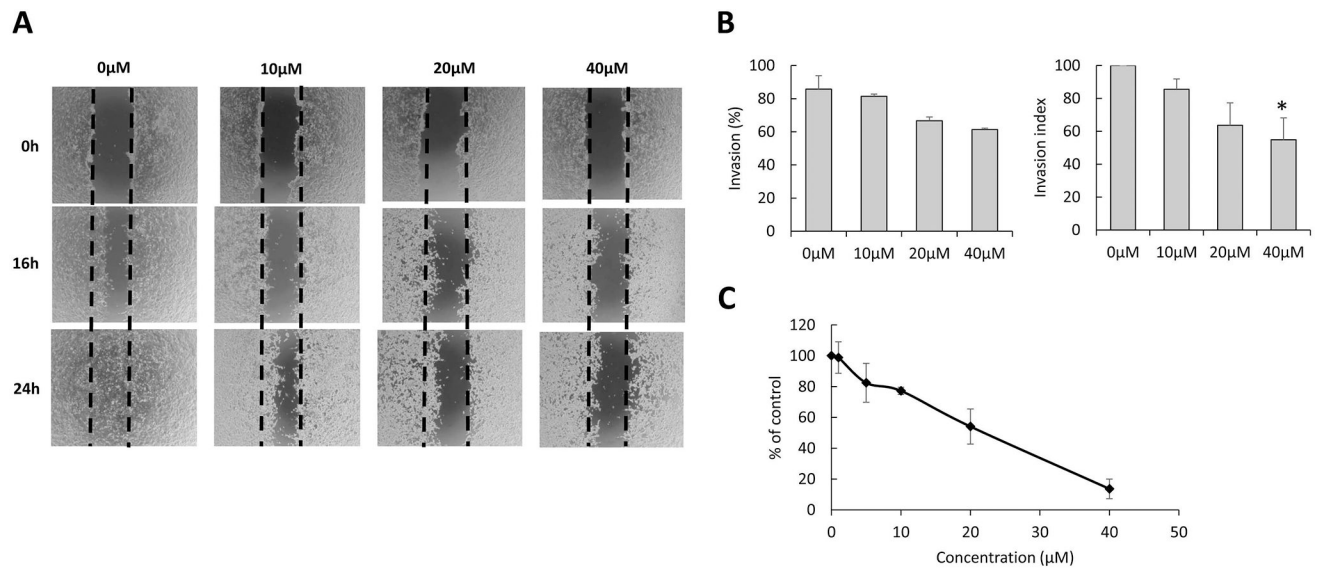 A
0µM 10µM 20µM 40µM
0h
16h
24h
B
100
80
60
40
20
0
Invasion (%)
0µM 10µM 20µM 40µM
100
80
60
40
20
0
Invasion index
*
0µM 10µM 20µM 40µM
C
120
100
80
60
40
20
0
% of control
0 10 20 30 40 50
Concentration (µM)